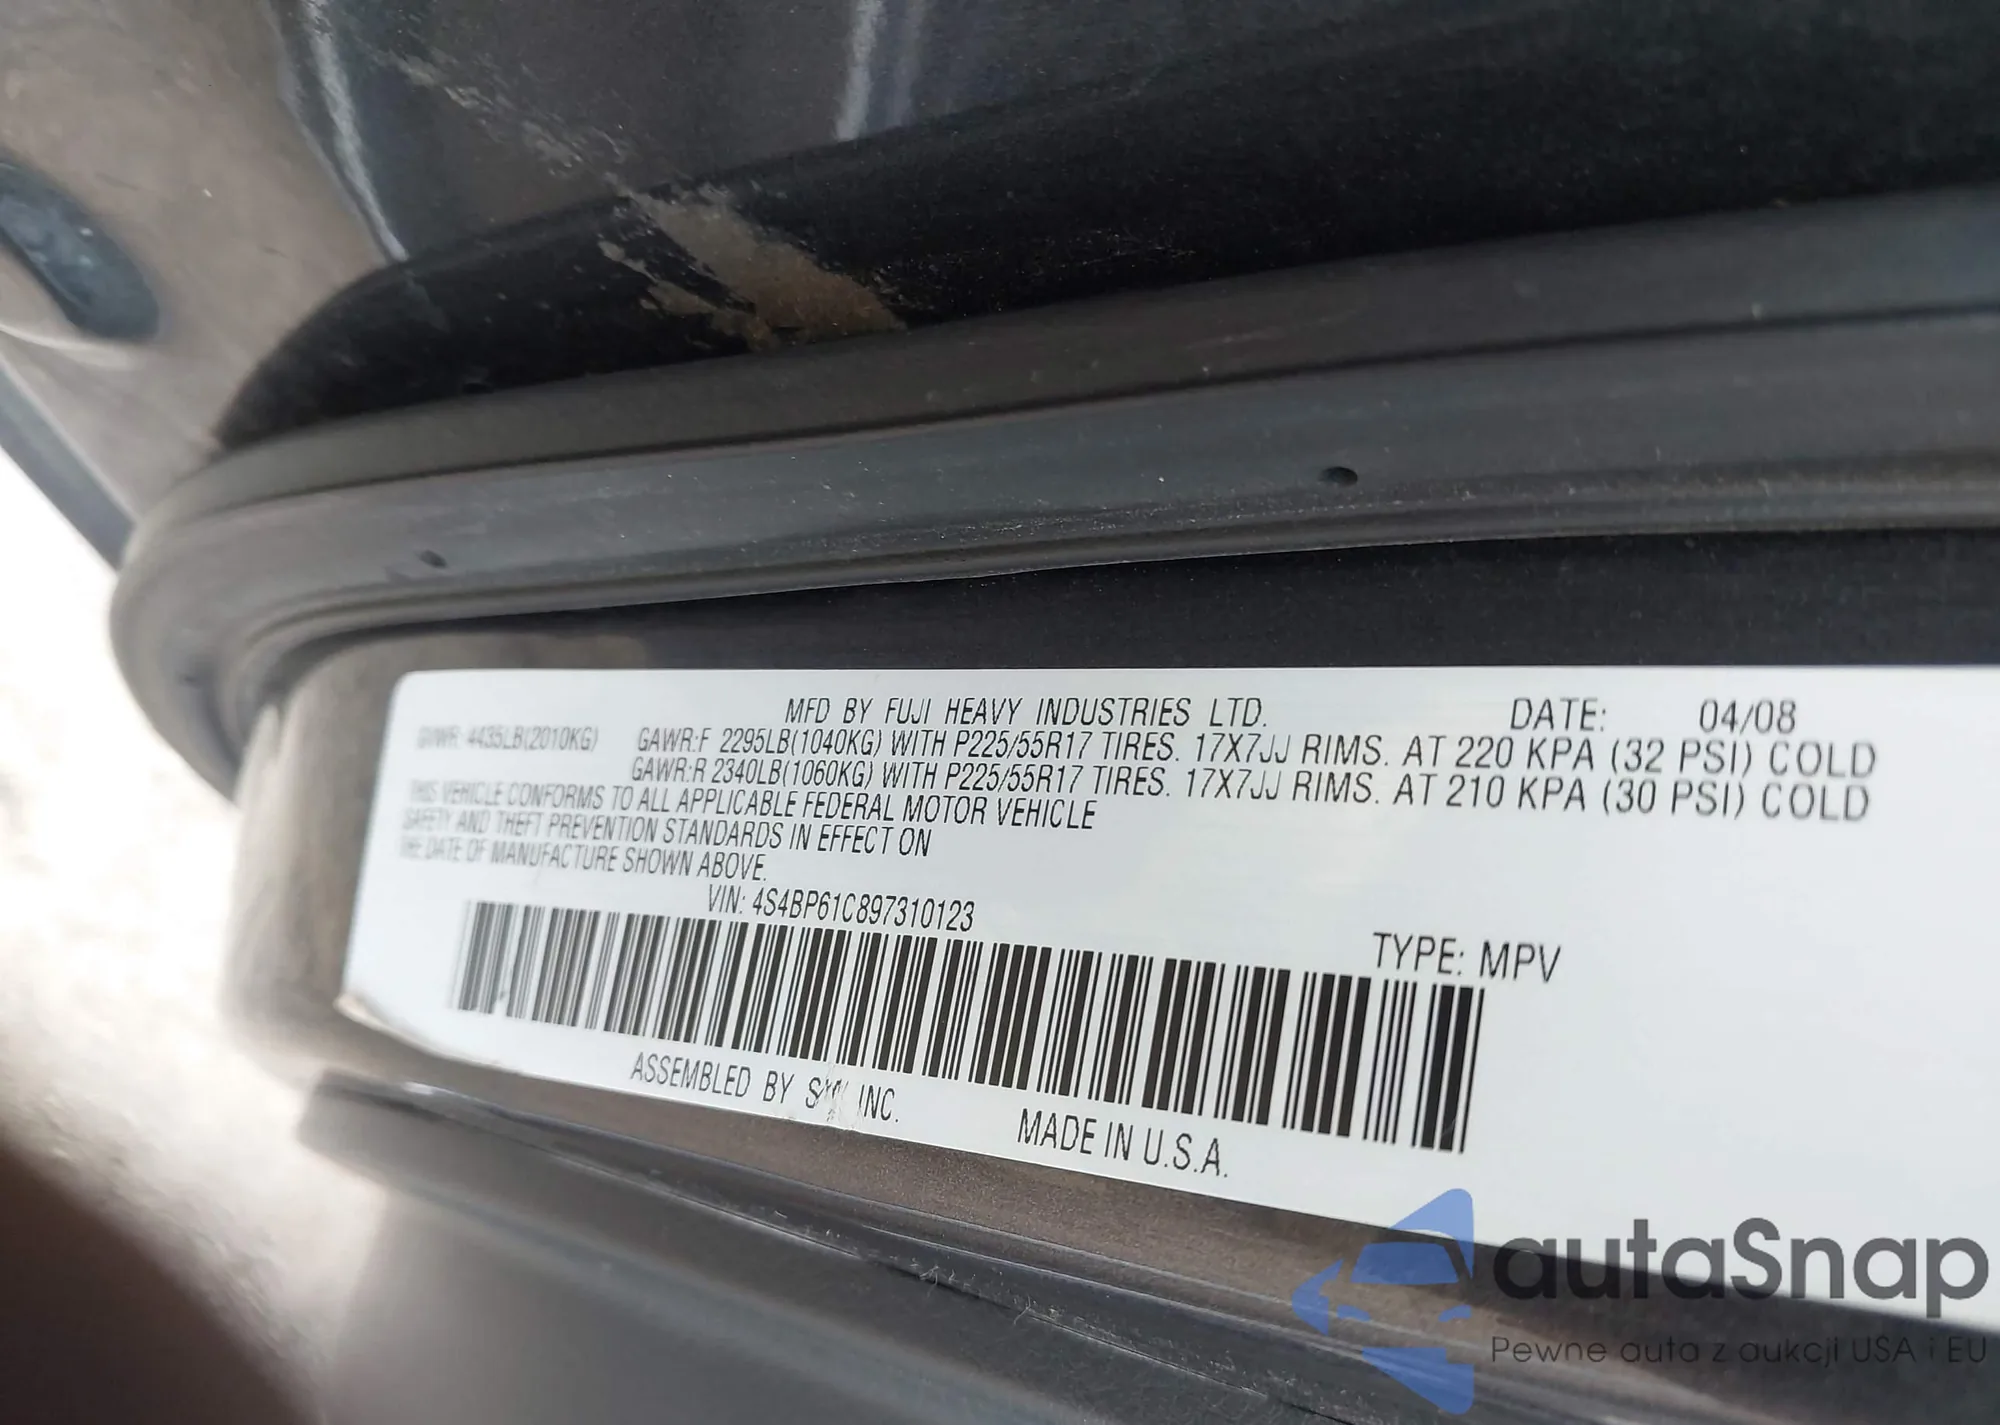 MFD BY FUJI HEAVY INDUSTRIES LTD. DATE: 04/08
GVWR: 4435LB(2010KG) GAWR:F 2295LB(1040KG) WITH P225/55R17 TIRES. 17X7JJ RIMS. AT 220 KPA (32 PSI) COLD
GAWR:R 2340LB(1060KG) WITH P225/55R17 TIRES. 17X7JJ RIMS. AT 210 KPA (30 PSI) COLD
THIS VEHICLE CONFORMS TO ALL APPLICABLE FEDERAL MOTOR VEHICLE
SAFETY AND THEFT PREVENTION STANDARDS IN EFFECT ON
THE DATE OF MANUFACTURE SHOWN ABOVE.
VIN: 4S4BP61C897310123
TYPE: MPV
ASSEMBLED BY INC.
MADE IN U.S.A.
autaSnap
Pewne auta z aukcji USA i EU